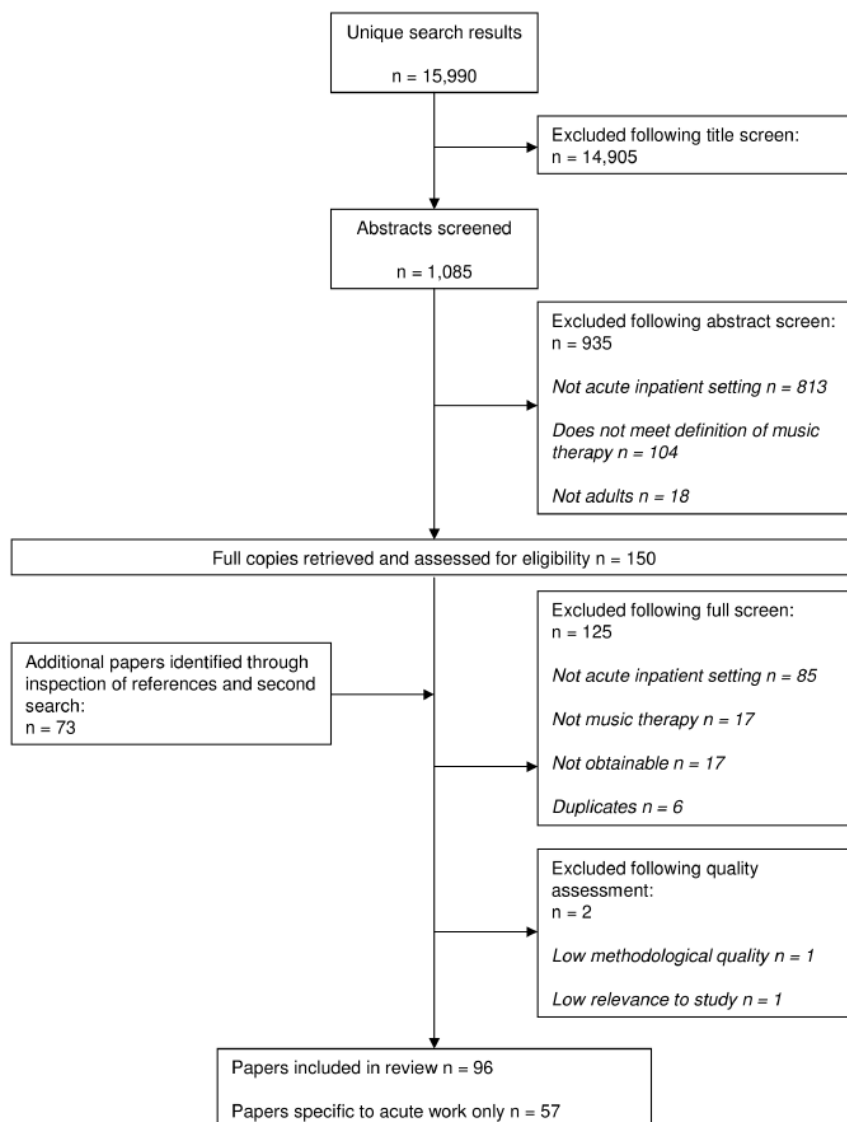 Unique search results
n = 15,990
Excluded following title screen:
n = 14,905
Abstracts screened
n = 1,085
Excluded following abstract screen:
n = 935
Not acute inpatient setting n = 813
Does not meet definition of music
therapy n = 104
Not adults n = 18
Full copies retrieved and assessed for eligibility n = 150
Excluded following full screen:
n = 125
Not acute inpatient setting n = 85
Not music therapy n = 17
Not obtainable n = 17
Duplicates n = 6
Additional papers identified through
inspection of references and second
search:
n = 73
Excluded following quality
assessment:
n = 2
Low methodological quality n = 1
Low relevance to study n = 1
Papers included in review n = 96
Papers specific to acute work only n = 57